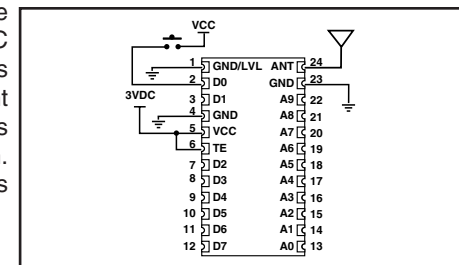 e
C
s
t
s
.
s
VCC
3VDC
1 GND/LVL ANT 24
2 D0 GND 23
3 D1 A9 22
4 GND A8 21
5 VCC A7 20
6 TE A6 19
7 D2 A5 18
8 D3 A4 17
9 D4 A3 16
10 D5 A2 15
11 D6 A1 14
12 D7 A0 13